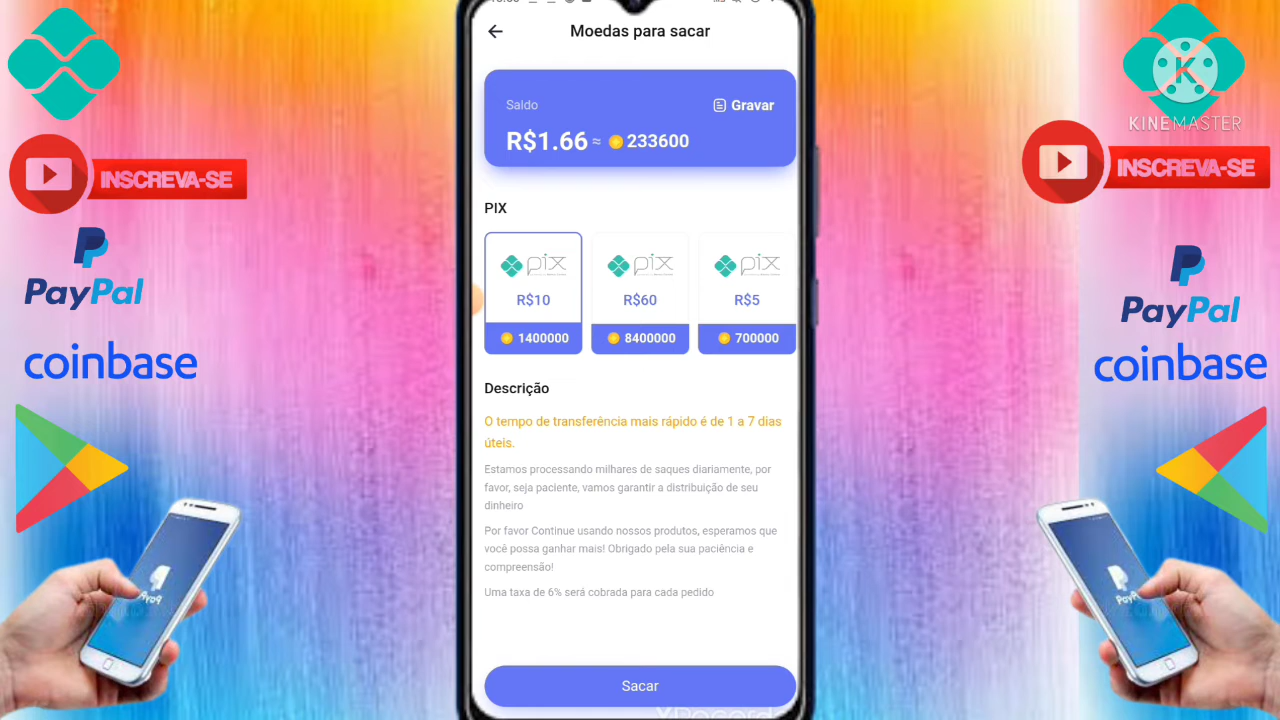 Moedas para sacar
Saldo
Gravar
R$1.66 ≈ 233600
PIX
pix
pix
pix
R$10
R$60
R$5
1400000
8400000
700000
Descrição
O tempo de transferência mais rápido é de 1 a 7 dias
úteis.
Estamos processando milhares de saques diariamente, por
favor, seja paciente, vamos garantir a distribuição de seu
dinheiro
Por favor Continue usando nossos produtos, esperamos que
você possa ganhar mais! Obrigado pela sua paciência e
compreensão!
Uma taxa de 6% será cobrada para cada pedido
Sacar
INSCREVA-SE
PayPal
coinbase
K
KINEMASTER
INSCREVA-SE
PayPal
coinbase